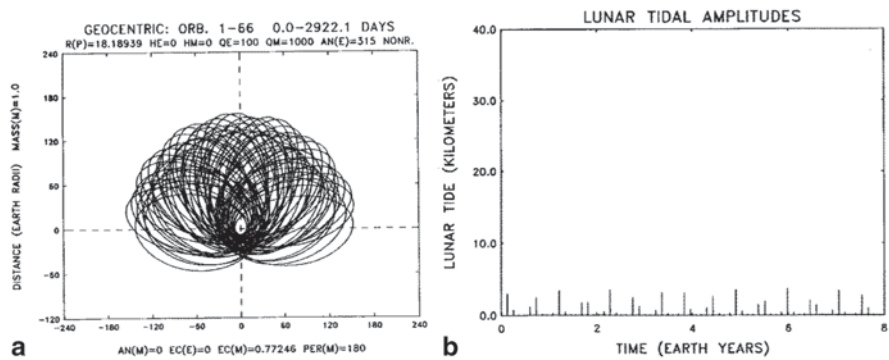 GEOCENTRIC: ORB. 1-66 0.0-2922.1 DAYS
R(P)=18.18939 HE=0 HM=0 QE=100 QM=1000 AN(E)=315 NONR.
DISTANCE (EARTH RADII) MASS(M)=1.0
240
180
120
60
0
-60
-120
-240 -180 -120 -60 0 60 120 180 240
AN(M)=0 EC(E)=0 EC(M)=0.77246 PER(M)=180
a
LUNAR TIDAL AMPLITUDES
LUNAR TIDE (KILOMETERS)
40.0
30.0
20.0
10.0
0.0
0 2 4 6 8
TIME (EARTH YEARS)
b